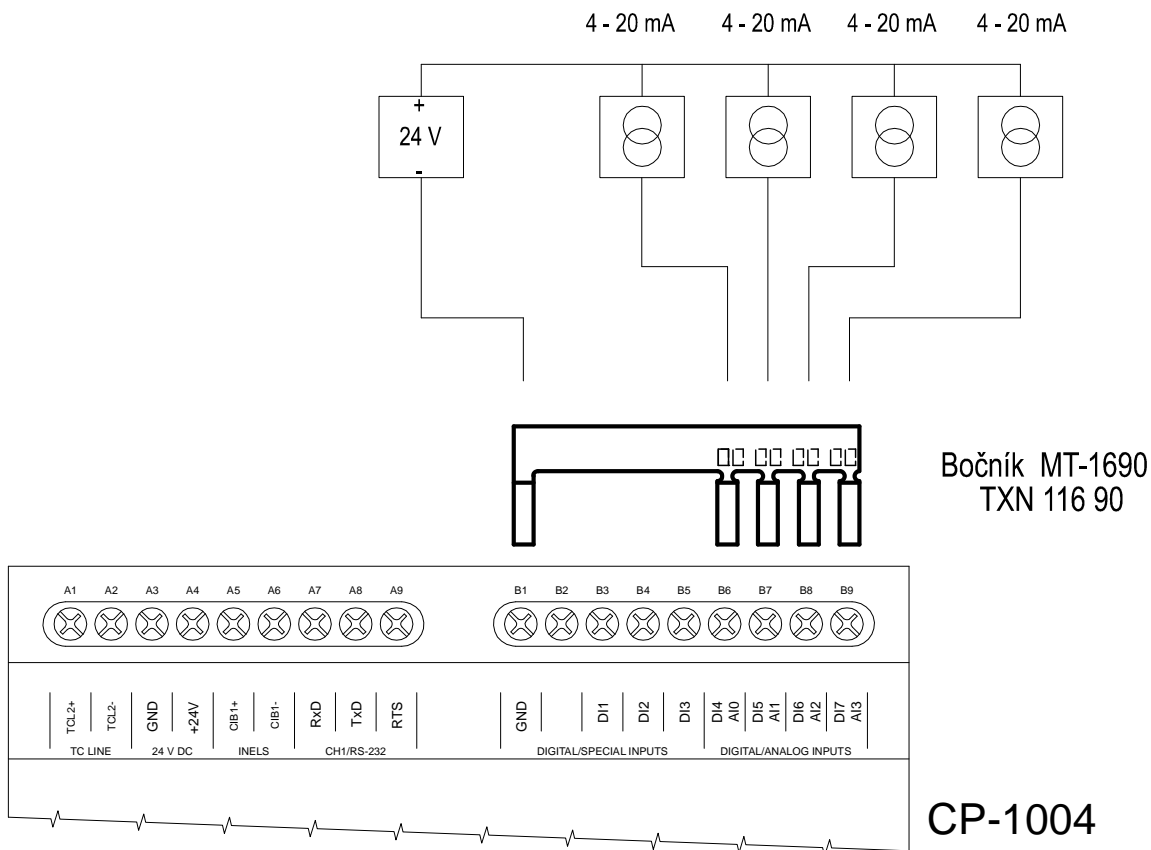 4 - 20 mA 4 - 20 mA 4 - 20 mA 4 - 20 mA
+
24 V
-
Bočník MT-1690
TXN 116 90
A1 A2 A3 A4 A5 A6 A7 A8 A9 B1 B2 B3 B4 B5 B6 B7 B8 B9
TCL2+
TCL2-
GND
+24V
CIB1+
CIB1-
RxD
TxD
RTS
GND
DI1
DI2
DI3
DI4
AI0
DI5
AI1
DI6
AI2
DI7
AI3
TC LINE 24 V DC INELS CH1/RS-232 DIGITAL/SPECIAL INPUTS DIGITAL/ANALOG INPUTS
CP-1004